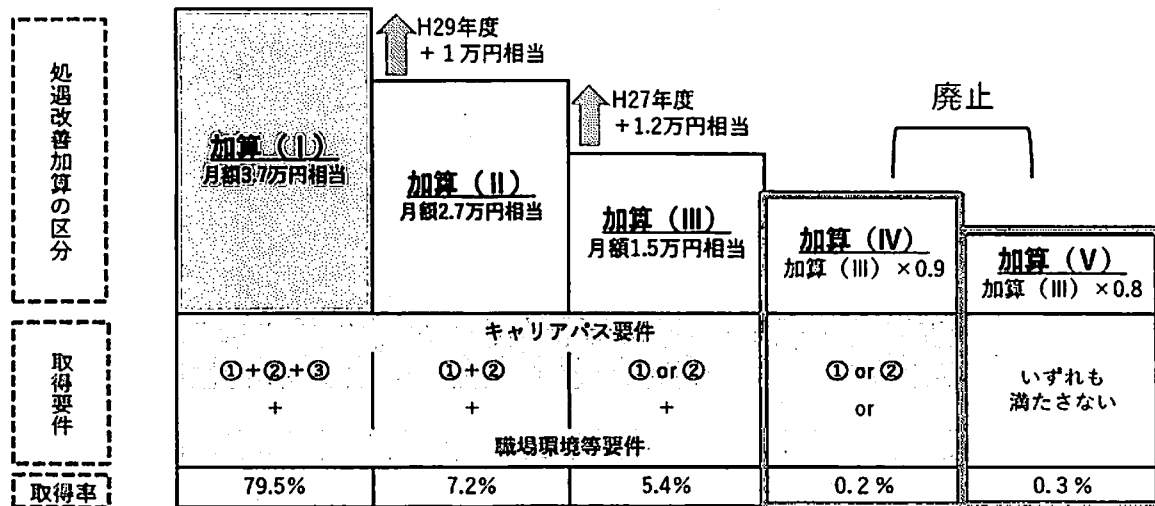 処遇改善加算の区分
H29年度
+1万円相当
H27年度
+1.2万円相当
廃止
加算（Ⅰ）
月額3.7万円相当
加算（Ⅱ）
月額2.7万円相当
加算（Ⅲ）
月額1.5万円相当
加算（Ⅳ）
加算（Ⅲ）×0.9
加算（Ⅴ）
加算（Ⅲ）×0.8
取得要件
キャリアパス要件
①+②+③
+
①+②
+
① or ②
+
① or ②
or
いずれも
満たさない
職場環境等要件
取得率
79.5%
7.2%
5.4%
0.2%
0.3%